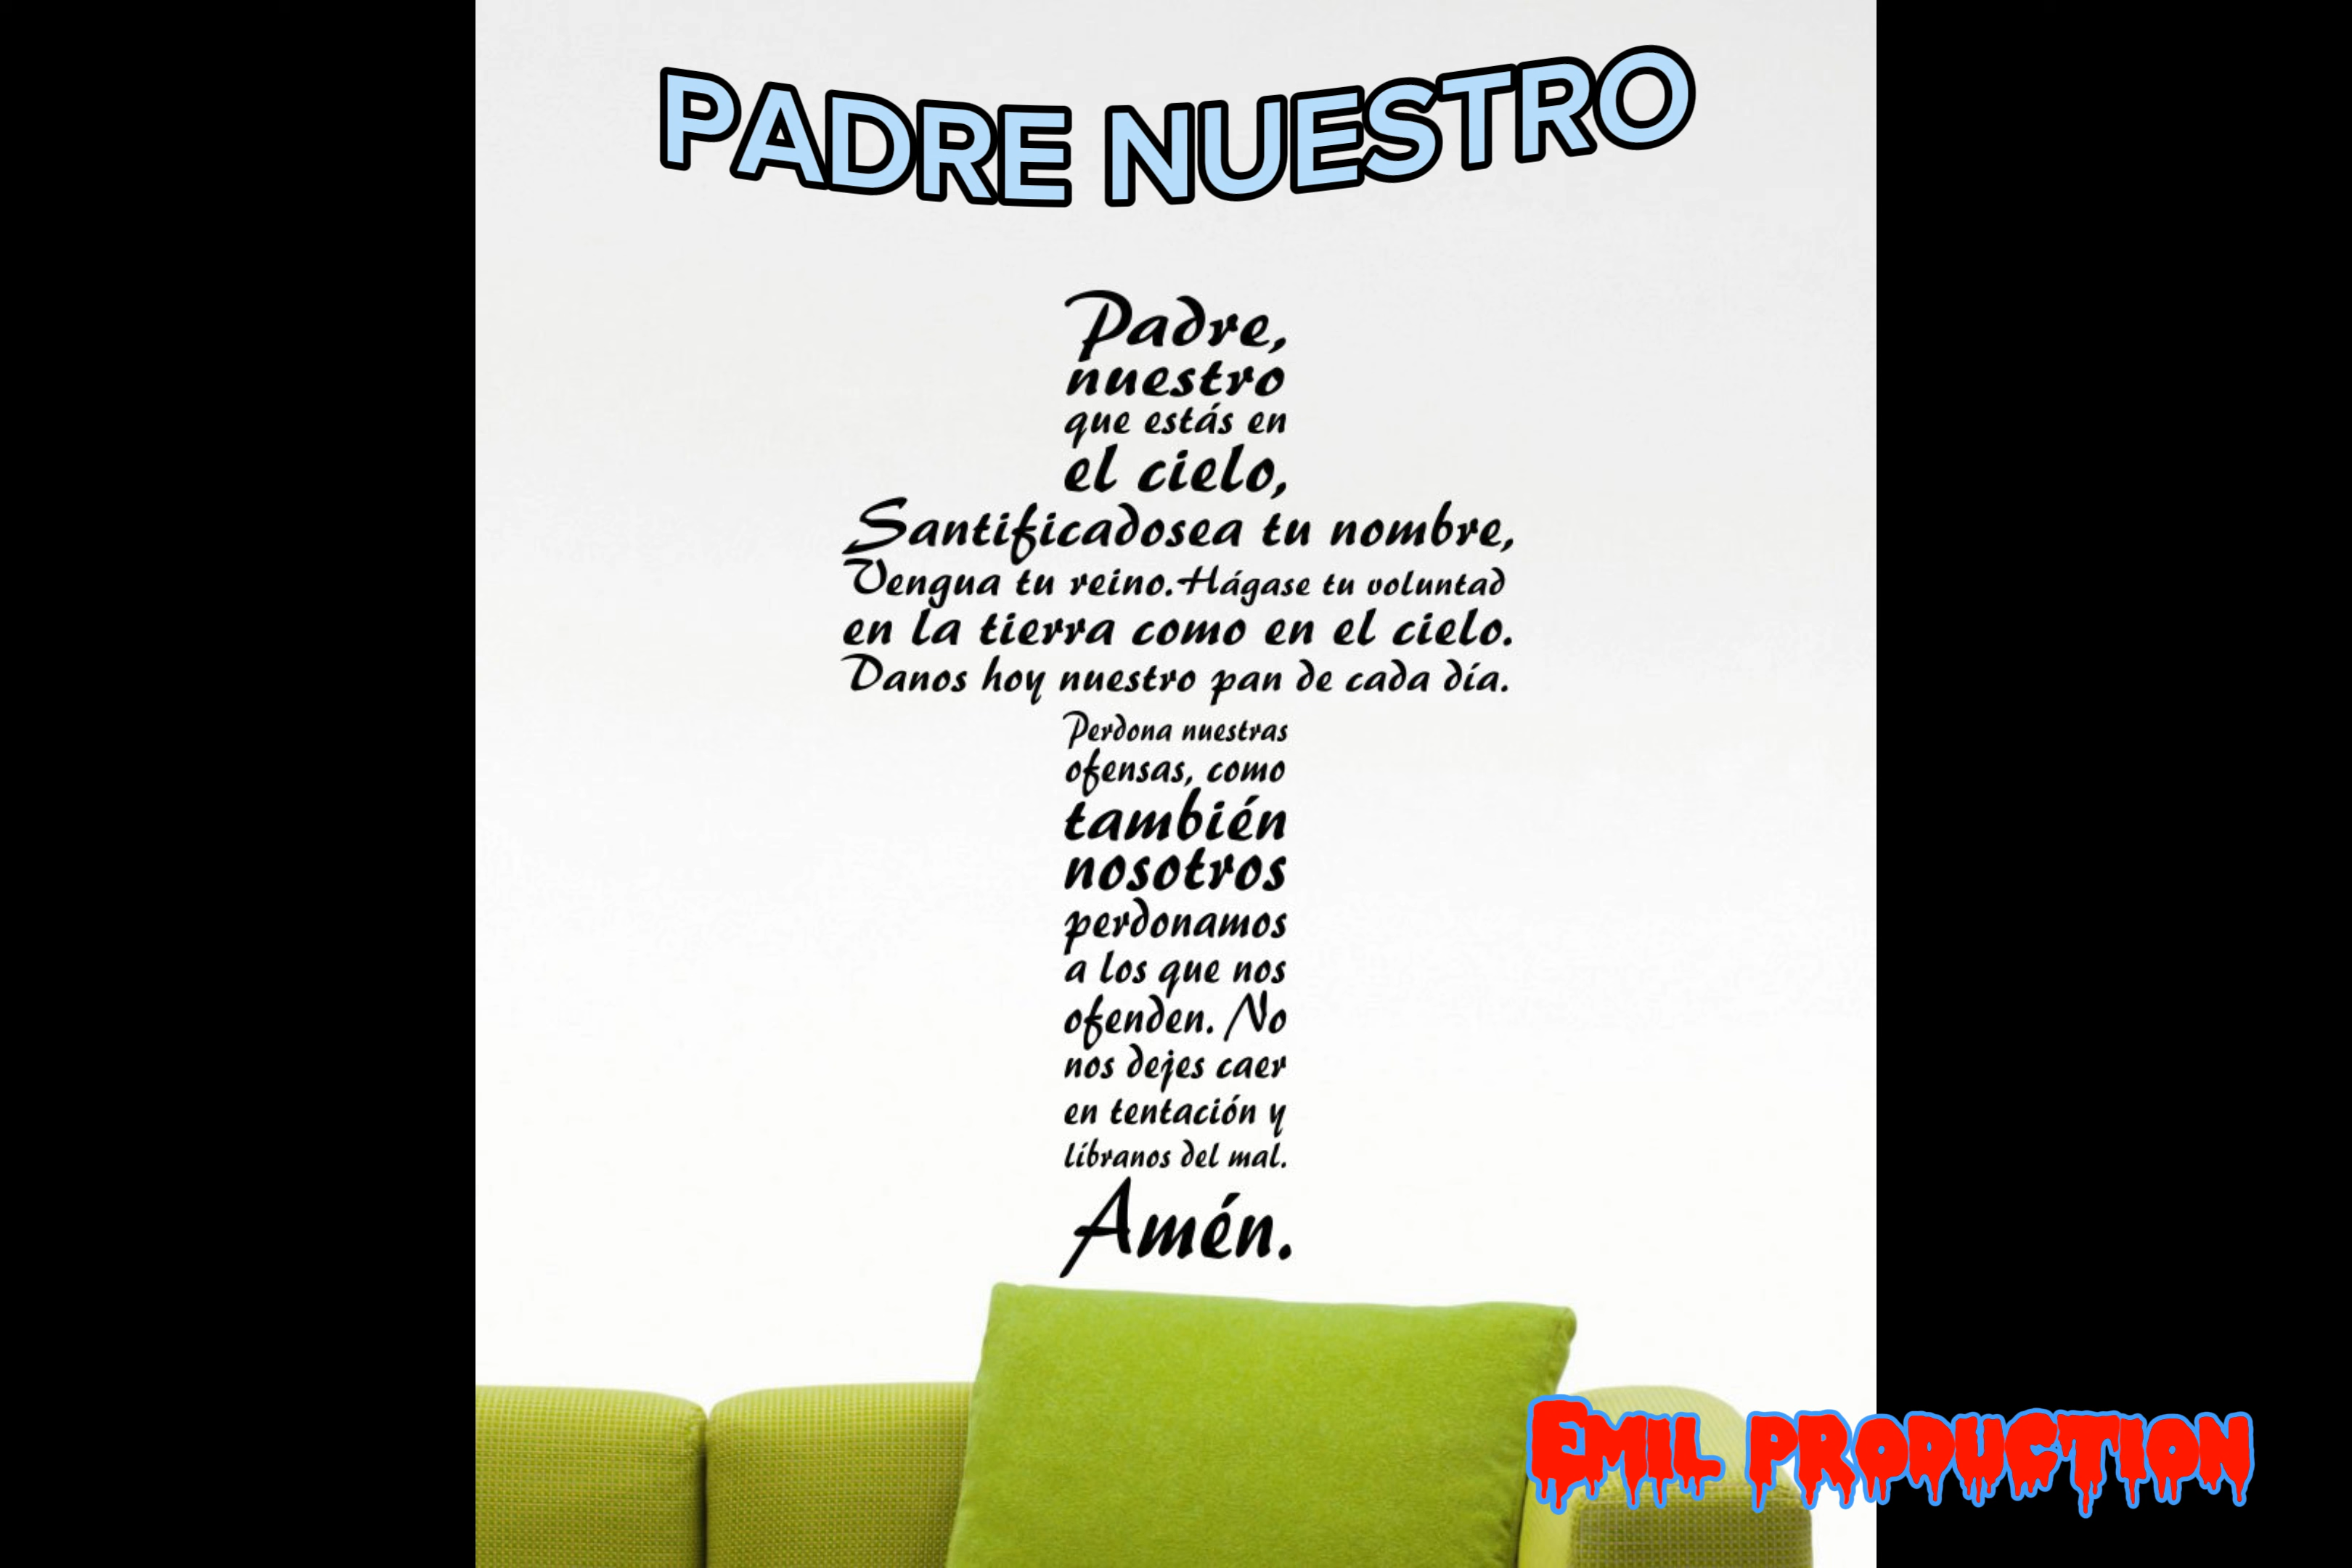 PADRE NUESTRO
Padre,
nuestro
que estás en
el cielo,
Santificadosea tu nombre,
Vengua tu reino.Hágase tu voluntad
en la tierra como en el cielo.
Danos hoy nuestro pan de cada día.
Perdona nuestras
ofensas, como
también
nosotros
perdonamos
a los que nos
ofenden. No
nos dejes caer
en tentación y
líbranos del mal.
Amén.
Emil production